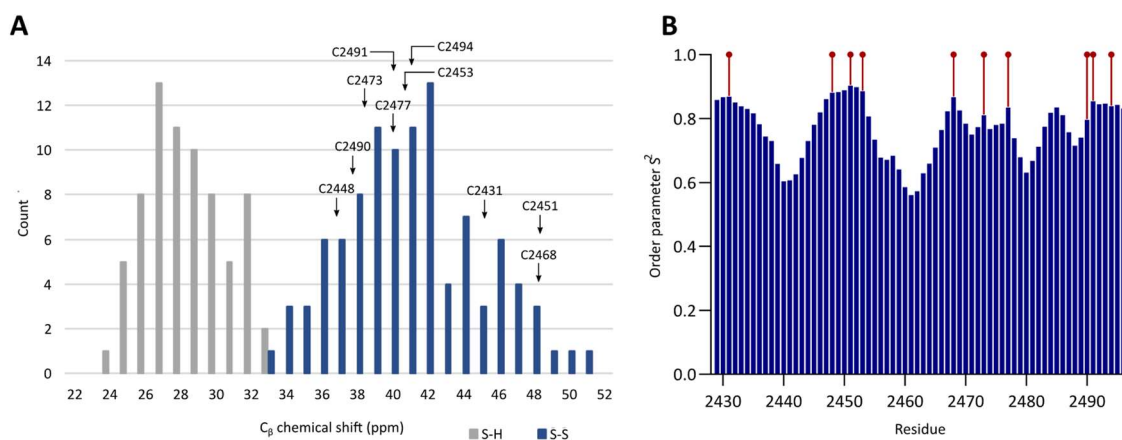 A
14
12
10
8
6
4
2
0
Count
C2491
C2494
C2453
C2473
C2477
C2490
C2448
C2431
C2451
C2468
22 24 26 28 30 32 34 36 38 40 42 44 46 48 50 52
Cβ chemical shift (ppm)
S-H S-S
B
1.0
0.8
0.6
0.4
0.2
0.0
Order parameter S²
2430 2440 2450 2460 2470 2480 2490
Residue